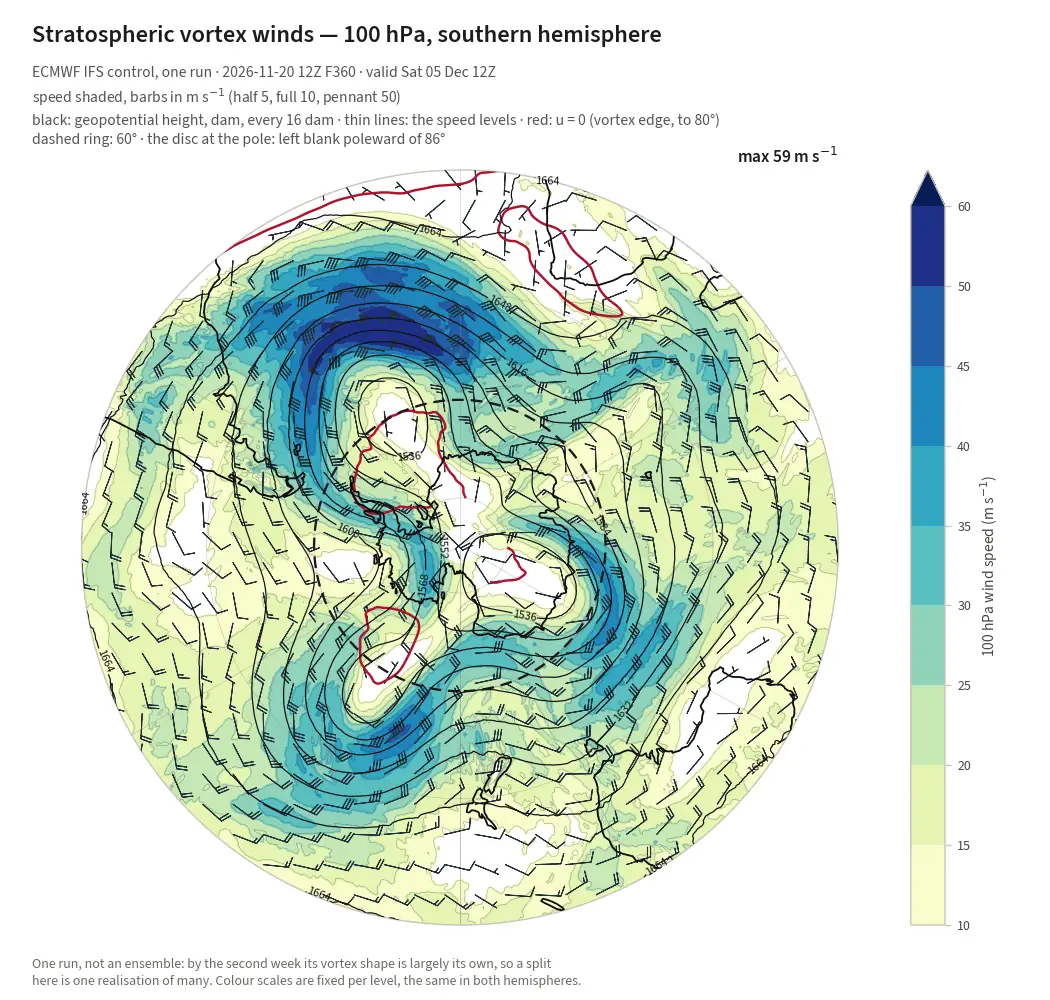 Stratospheric vortex winds — 100 hPa, southern hemisphere
ECMWF IFS control, one run · 2026-11-20 12Z F360 · valid Sat 05 Dec 12Z
speed shaded, barbs in m s⁻¹ (half 5, full 10, pennant 50)
black: geopotential height, dam, every 16 dam · thin lines: the speed levels · red: u = 0 (vortex edge, to 80°)
dashed ring: 60° · the disc at the pole: left blank poleward of 86°
max 59 m s⁻¹
1664
1664
1648
1616
1536
1664
1600
1584
1552
1568
1536
1664
1632
1664
1664
1664
60
50
45
40
35
30
25
20
15
10
100 hPa wind speed (m s⁻¹)
One run, not an ensemble: by the second week its vortex shape is largely its own, so a split
here is one realisation of many. Colour scales are fixed per level, the same in both hemispheres.